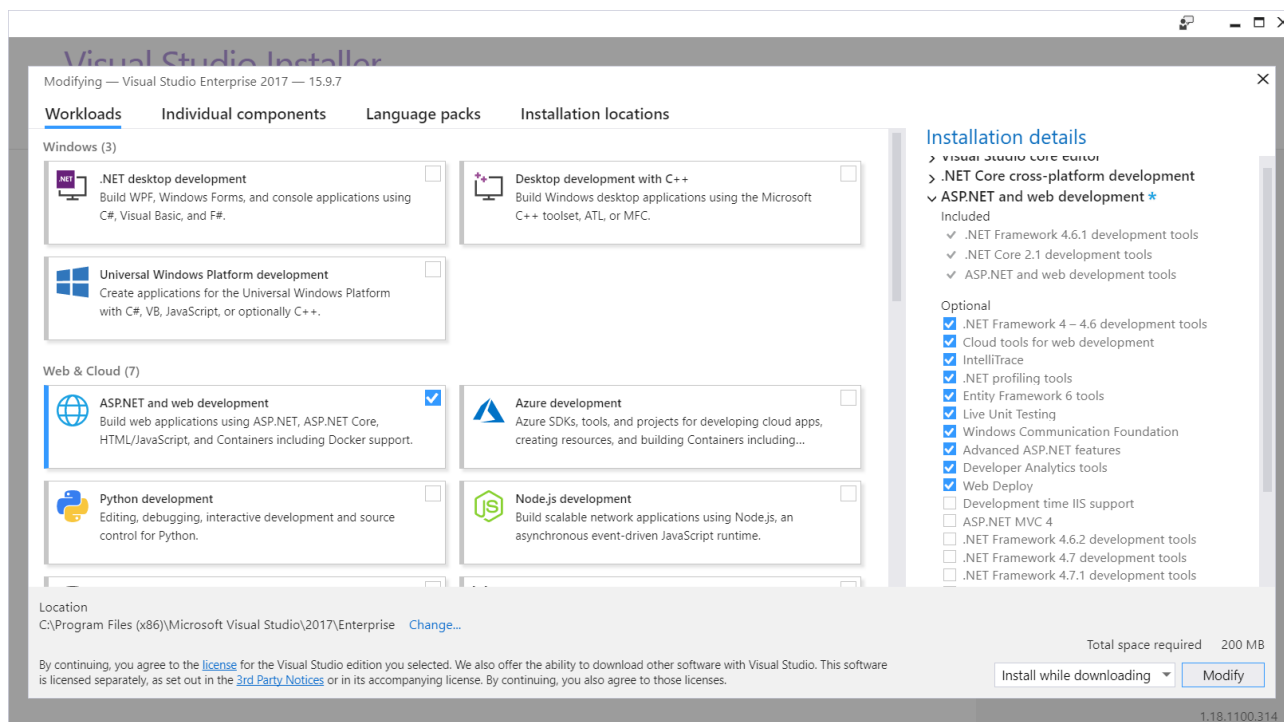 Visual Studio Installer
Modifying — Visual Studio Enterprise 2017 — 15.9.7
Workloads
Individual components
Language packs
Installation locations
Windows (3)
.NET
.NET desktop development
Build WPF, Windows Forms, and console applications using
C#, Visual Basic, and F#.
Desktop development with C++
Build Windows desktop applications using the Microsoft
C++ toolset, ATL, or MFC.
Universal Windows Platform development
Create applications for the Universal Windows Platform
with C#, VB, JavaScript, or optionally C++.
Web & Cloud (7)
ASP.NET and web development
Build web applications using ASP.NET, ASP.NET Core,
HTML/JavaScript, and Containers including Docker support.
Azure development
Azure SDKs, tools, and projects for developing cloud apps,
creating resources, and building Containers including...
Python development
Editing, debugging, interactive development and source
control for Python.
JS
Node.js development
Build scalable network applications using Node.js, an
asynchronous event-driven JavaScript runtime.
Installation details
Visual Studio core editor
.NET Core cross-platform development
ASP.NET and web development *
Included
.NET Framework 4.6.1 development tools
.NET Core 2.1 development tools
ASP.NET and web development tools
Optional
.NET Framework 4 – 4.6 development tools
Cloud tools for web development
IntelliTrace
.NET profiling tools
Entity Framework 6 tools
Live Unit Testing
Windows Communication Foundation
Advanced ASP.NET features
Developer Analytics tools
Web Deploy
Development time IIS support
ASP.NET MVC 4
.NET Framework 4.6.2 development tools
.NET Framework 4.7 development tools
.NET Framework 4.7.1 development tools
Location
C:\Program Files (x86)\Microsoft Visual Studio\2017\Enterprise Change...
Total space required 200 MB
By continuing, you agree to the license for the Visual Studio edition you selected. We also offer the ability to download other software with Visual Studio. This software
is licensed separately, as set out in the 3rd Party Notices or in its accompanying license. By continuing, you also agree to those licenses.
Install while downloading
Modify
1.18.1100.314